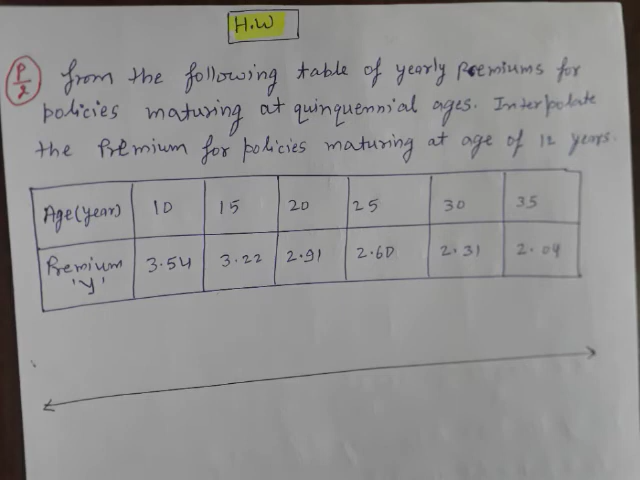 H.W
P/2 from the following table of yearly Premiums for
policies maturing at quinquennial ages. Interpolate
the Premium for policies maturing at age of 12 years.
Age(year) 10 15 20 25 30 35
Premium 'y' 3.54 3.22 2.91 2.60 2.31 2.04